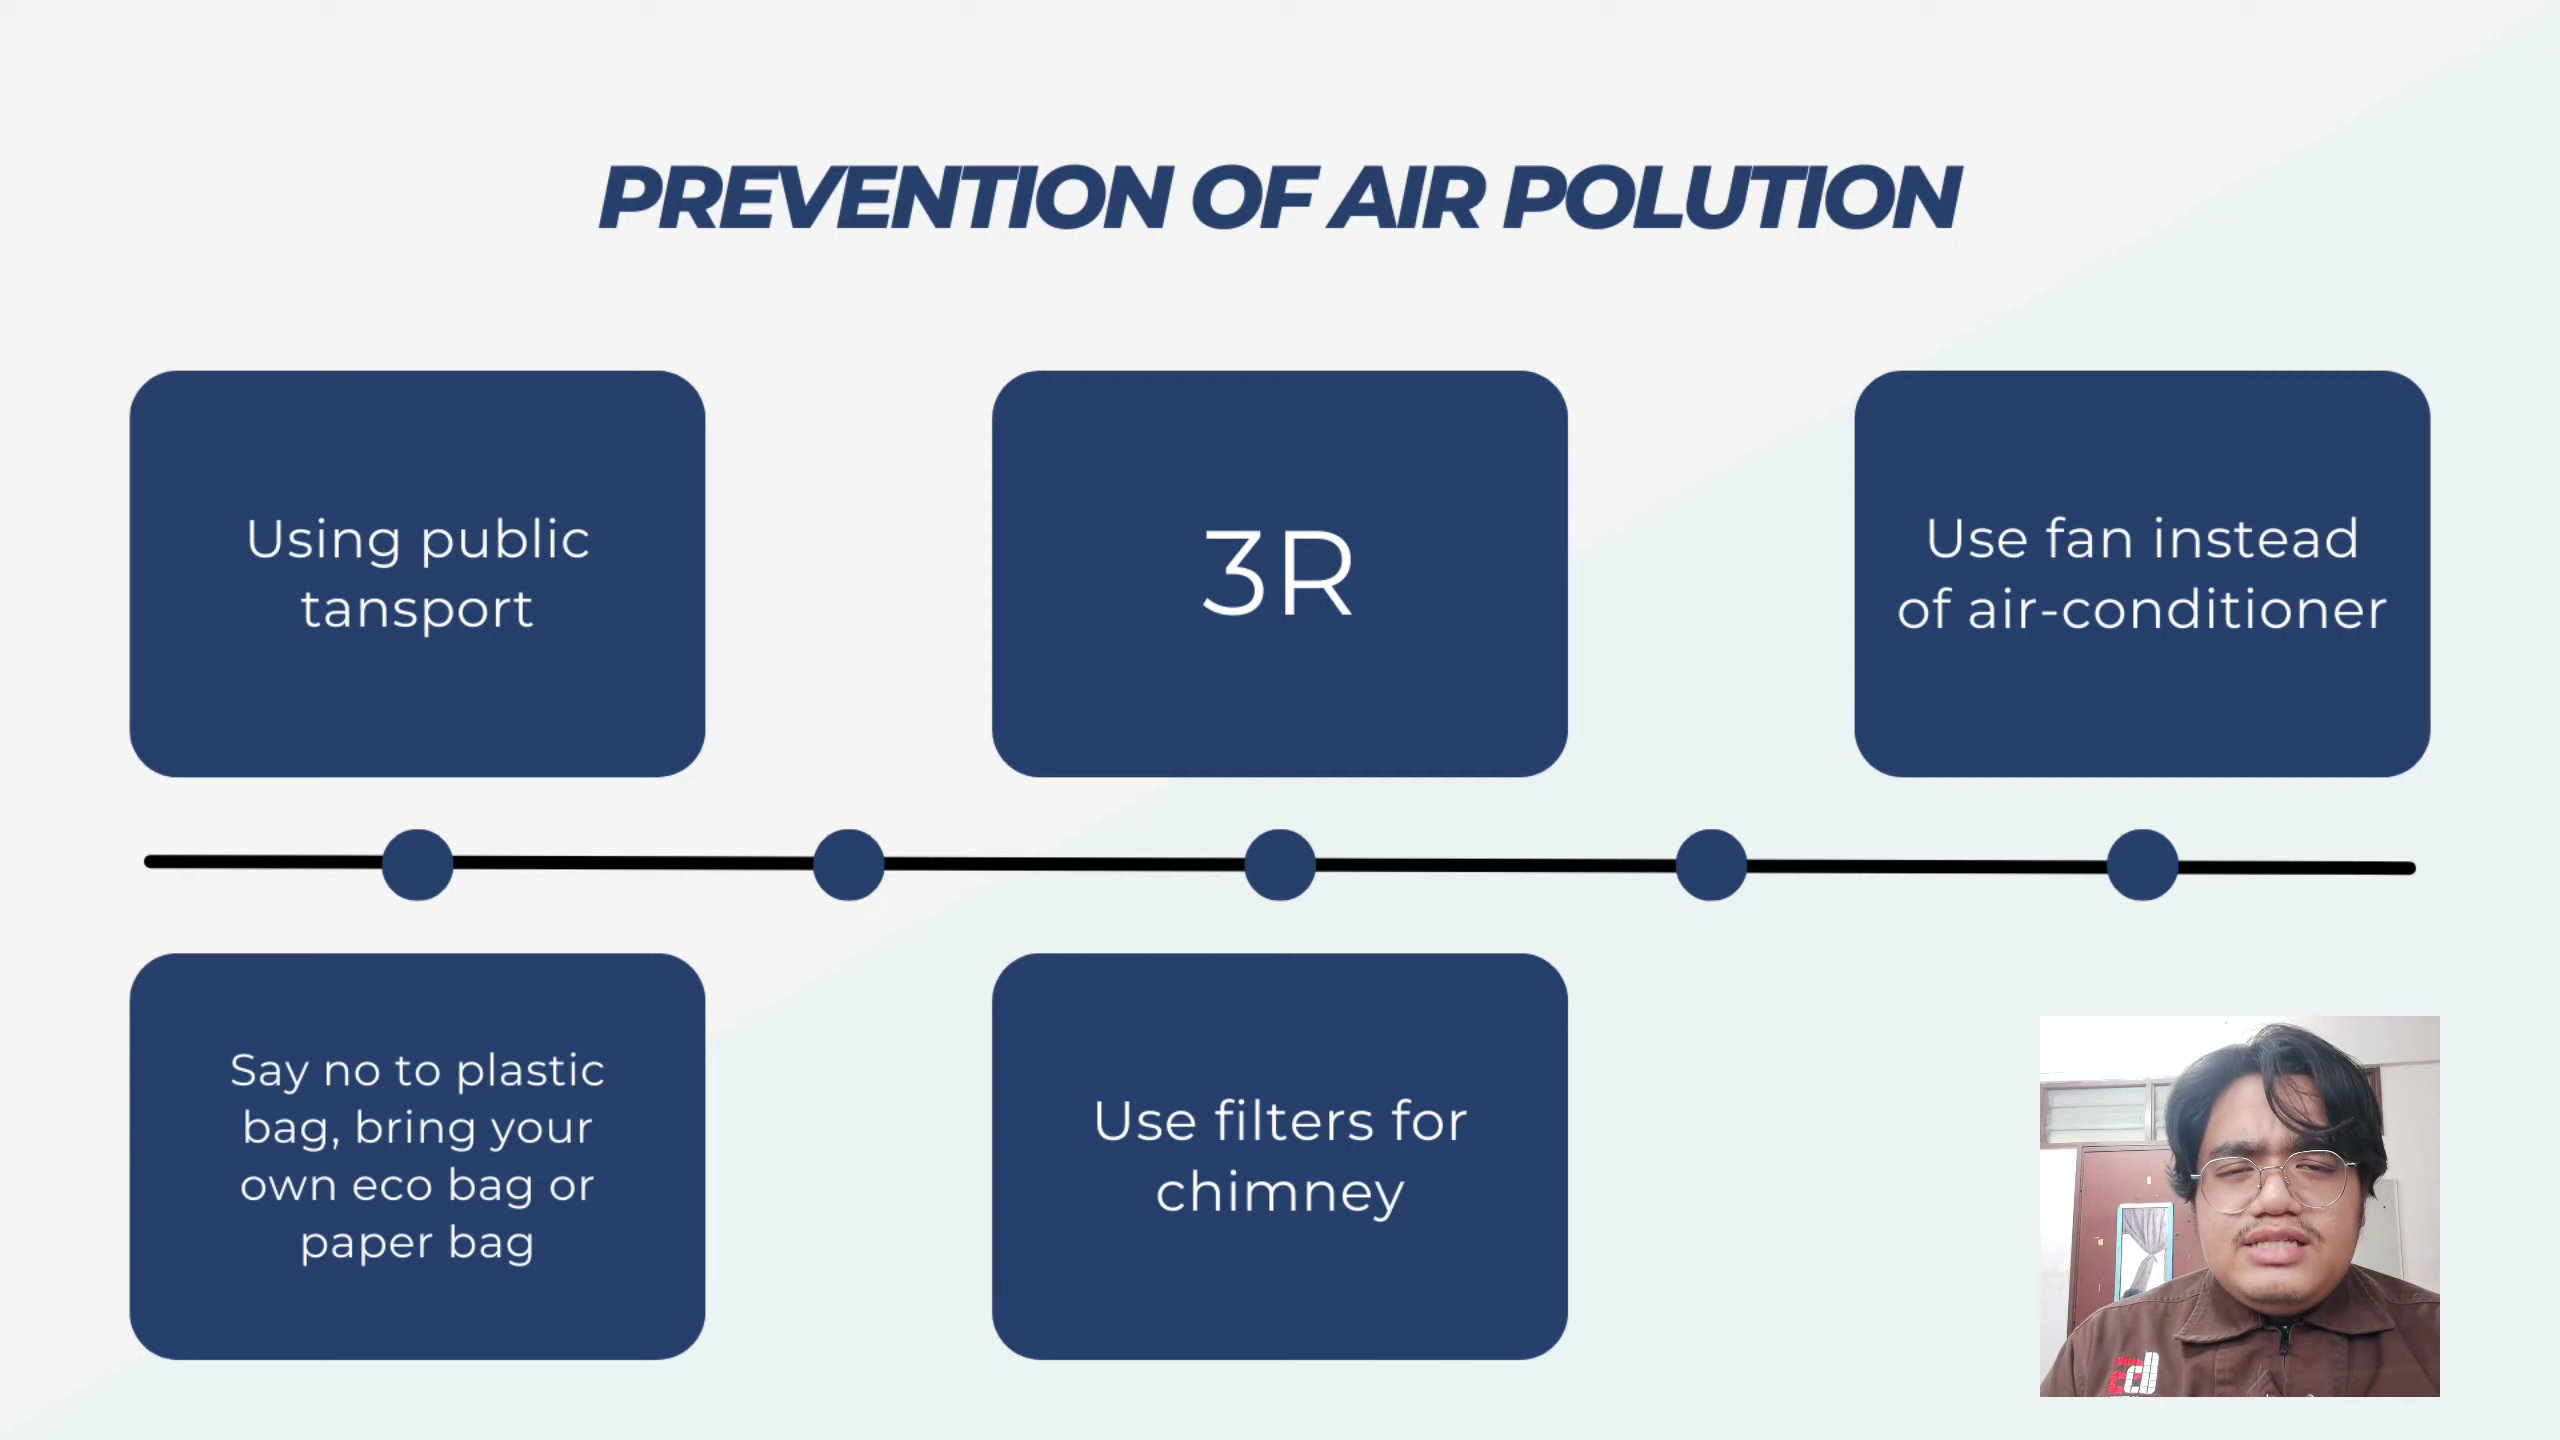 PREVENTION OF AIR POLUTION
Using public
tansport
3R
Use fan instead
of air-conditioner
Say no to plastic
bag, bring your
own eco bag or
paper bag
Use filters for
chimney